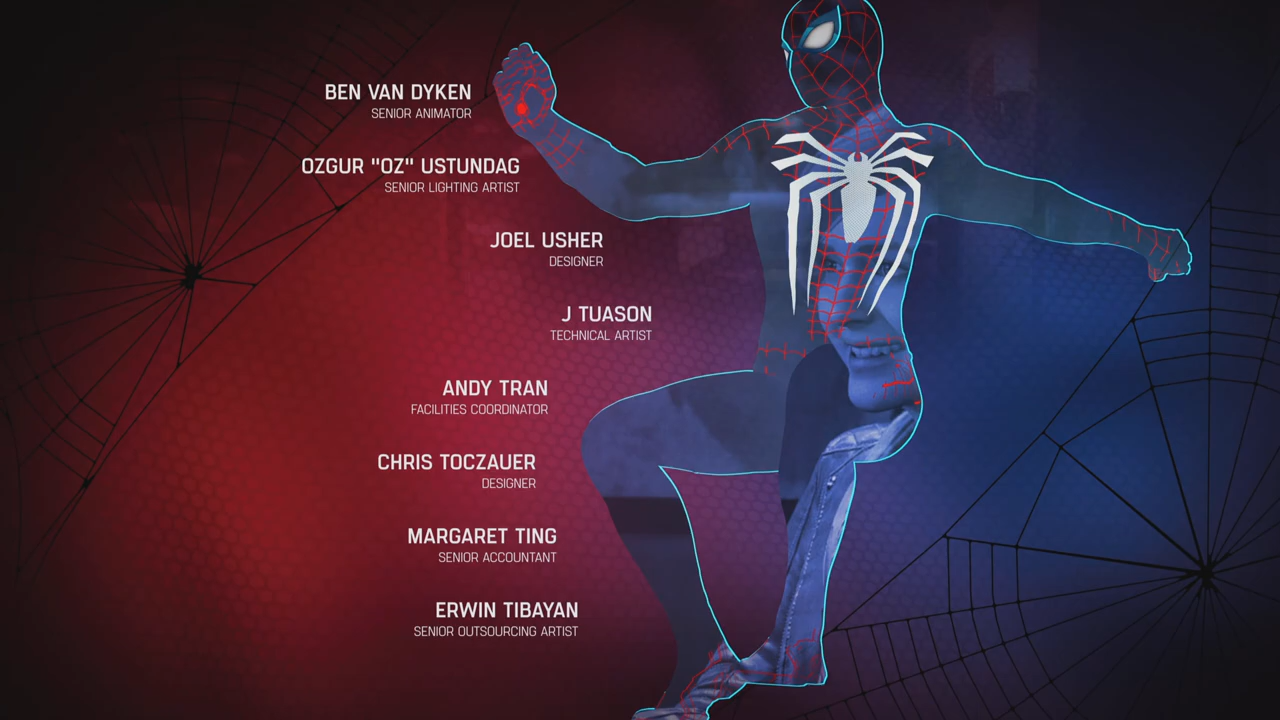 BEN VAN DYKEN
SENIOR ANIMATOR
OZGUR "OZ" USTUNDAG
SENIOR LIGHTING ARTIST
JOEL USHER
DESIGNER
J TUASON
TECHNICAL ARTIST
ANDY TRAN
FACILITIES COORDINATOR
CHRIS TOCZAUER
DESIGNER
MARGARET TING
SENIOR ACCOUNTANT
ERWIN TIBAYAN
SENIOR OUTSOURCING ARTIST